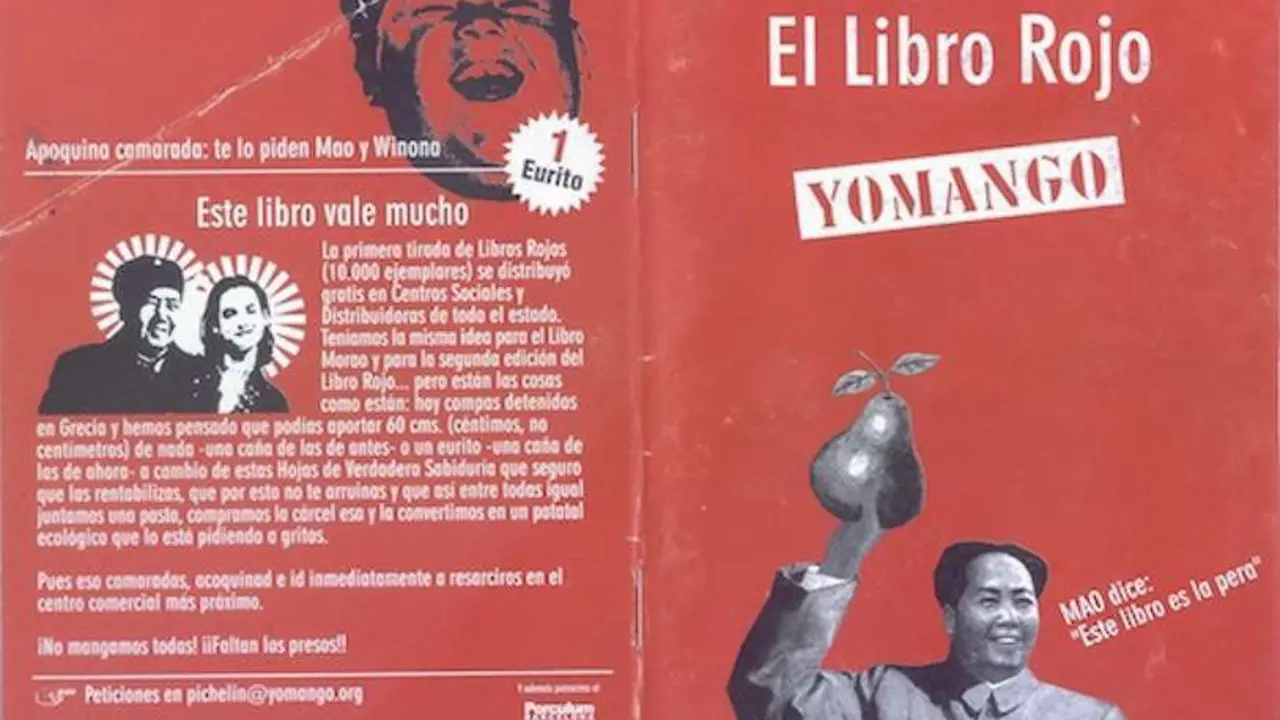 Apoquina camarada: te lo piden Mao y Winona
1
Eurito
Este libro vale mucho
La primera tirada de Libros Rojos
(10.000 ejemplares) se distribuyó
gratis en Centros Sociales y
Distribuidoras de todo el estado.
Teníamos la misma idea para el Libro
Morao y para la segunda edición del
Libro Rojo... pero están las cosas
como están: hay compas detenidos
en Grecia y hemos pensado que podías aportar 60 cms. (céntimos, no
centímetros) de nada -una caña de las de antes- o un eurito -una caña de
las de ahora- a cambio de estas Hojas de Verdadera Sabiduría que seguro
que las rentabilizas, que por esto no te arruinas y que así entre todas igual
juntamos una pasta, compramos la cárcel esa y la convertimos en un patatal
ecológico que lo está pidiendo a gritos.
Pues eso camaradas, acoquinad e id inmediatamente a resarciros en el
centro comercial más próximo.
¡No mangamos todas! ¡¡Faltan los presos!!
Peticiones en pichelin@yomango.org
Porculum
El Libro Rojo
YOMANGO
MAO dice:
"Este libro es la pera"